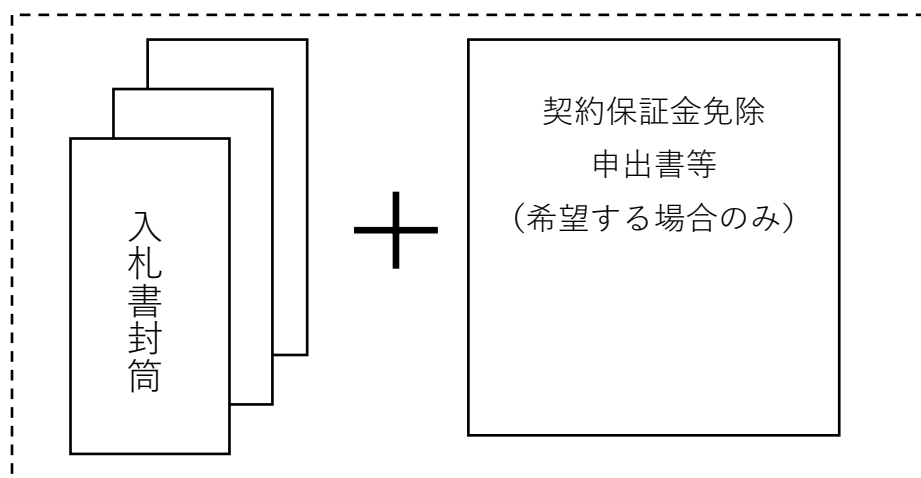 入札書封筒
契約保証金免除
申出書等
（希望する場合のみ）